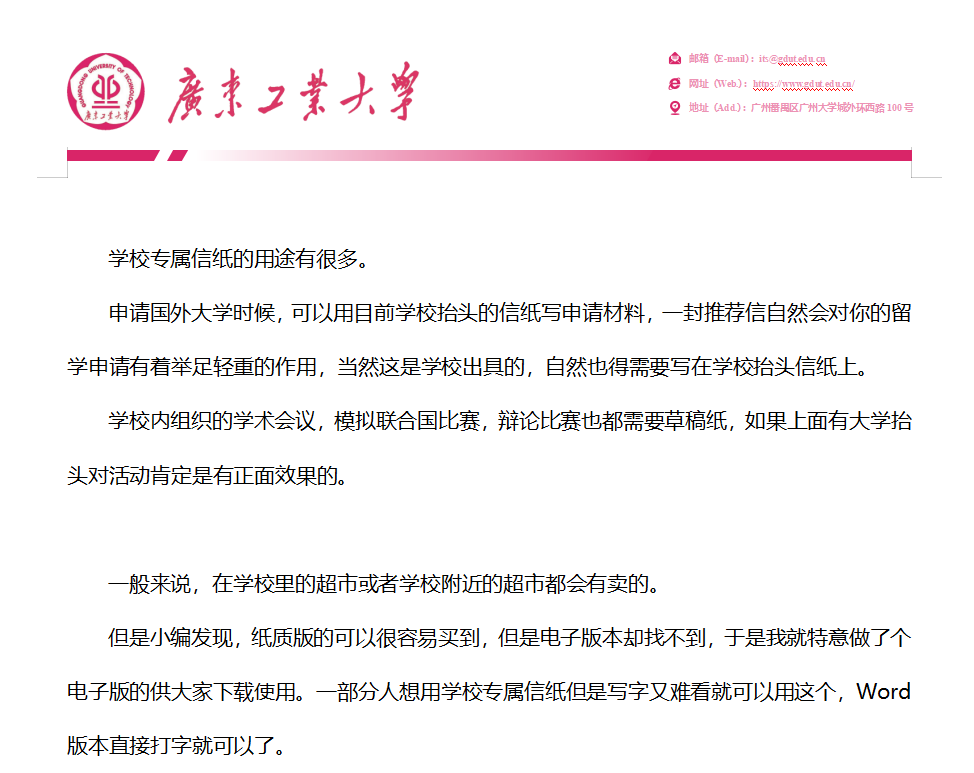 GUANGDONG UNIVERSITY OF TECHNOLOGY
广东工业大学
廣東工業大學
邮箱（E-mail）：its@gdut.edu.cn
网址（Web.）：https://www.gdut.edu.cn/
地址（Add.）：广州番禺区广州大学城外环西路 100 号
学校专属信纸的用途有很多。
申请国外大学时候，可以用目前学校抬头的信纸写申请材料，一封推荐信自然会对你的留
学申请有着举足轻重的作用，当然这是学校出具的，自然也得需要写在学校抬头信纸上。
学校内组织的学术会议，模拟联合国比赛，辩论比赛也都需要草稿纸，如果上面有大学抬
头对活动肯定是有正面效果的。
一般来说，在学校里的超市或者学校附近的超市都会有卖的。
但是小编发现，纸质版的可以很容易买到，但是电子版本却找不到，于是我就特意做了个
电子版的供大家下载使用。一部分人想用学校专属信纸但是写字又难看就可以用这个，Word
版本直接打字就可以了。